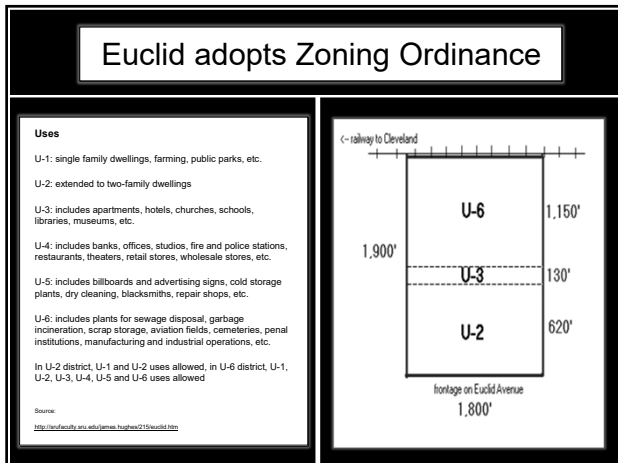 Euclid adopts Zoning Ordinance
Uses
U-1: single family dwellings, farming, public parks, etc.
U-2: extended to two-family dwellings
U-3: includes apartments, hotels, churches, schools,
libraries, museums, etc.
U-4: includes banks, offices, studios, fire and police stations,
restaurants, theaters, retail stores, wholesale stores, etc.
U-5: includes billboards and advertising signs, cold storage
plants, dry cleaning, blacksmiths, repair shops, etc.
U-6: includes plants for sewage disposal, garbage
incineration, scrap storage, aviation fields, cemeteries, penal
institutions, manufacturing and industrial operations, etc.
In U-2 district, U-1 and U-2 uses allowed, in U-6 district, U-1,
U-2, U-3, U-4, U-5 and U-6 uses allowed
Source:
http://srufaculty.sru.edu/james.hughes/215/euclid.htm
<-- railway to Cleveland
U-6
1,150'
1,900'
U-3
130'
U-2
620'
frontage on Euclid Avenue
1,800'